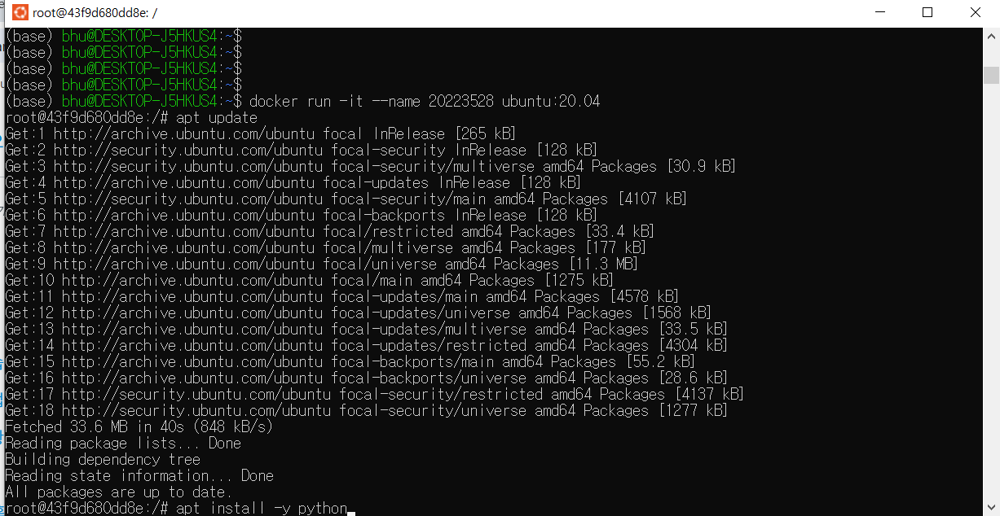 root@43f9d680dd8e: /
(base) bhu@DESKTOP-J5HKUS4:~$
(base) bhu@DESKTOP-J5HKUS4:~$
(base) bhu@DESKTOP-J5HKUS4:~$
(base) bhu@DESKTOP-J5HKUS4:~$
(base) bhu@DESKTOP-J5HKUS4:~$ docker run -it --name 20223528 ubuntu:20.04
root@43f9d680dd8e:/# apt update
Get:1 http://archive.ubuntu.com/ubuntu focal InRelease [265 kB]
Get:2 http://security.ubuntu.com/ubuntu focal-security InRelease [128 kB]
Get:3 http://security.ubuntu.com/ubuntu focal-security/multiverse amd64 Packages [30.9 kB]
Get:4 http://archive.ubuntu.com/ubuntu focal-updates InRelease [128 kB]
Get:5 http://security.ubuntu.com/ubuntu focal-security/main amd64 Packages [4107 kB]
Get:6 http://archive.ubuntu.com/ubuntu focal-backports InRelease [128 kB]
Get:7 http://archive.ubuntu.com/ubuntu focal/restricted amd64 Packages [33.4 kB]
Get:8 http://archive.ubuntu.com/ubuntu focal/multiverse amd64 Packages [177 kB]
Get:9 http://archive.ubuntu.com/ubuntu focal/universe amd64 Packages [11.3 MB]
Get:10 http://archive.ubuntu.com/ubuntu focal/main amd64 Packages [1275 kB]
Get:11 http://archive.ubuntu.com/ubuntu focal-updates/main amd64 Packages [4578 kB]
Get:12 http://archive.ubuntu.com/ubuntu focal-updates/universe amd64 Packages [1568 kB]
Get:13 http://archive.ubuntu.com/ubuntu focal-updates/multiverse amd64 Packages [33.5 kB]
Get:14 http://archive.ubuntu.com/ubuntu focal-updates/restricted amd64 Packages [4304 kB]
Get:15 http://archive.ubuntu.com/ubuntu focal-backports/main amd64 Packages [55.2 kB]
Get:16 http://archive.ubuntu.com/ubuntu focal-backports/universe amd64 Packages [28.6 kB]
Get:17 http://security.ubuntu.com/ubuntu focal-security/restricted amd64 Packages [4137 kB]
Get:18 http://security.ubuntu.com/ubuntu focal-security/universe amd64 Packages [1277 kB]
Fetched 33.6 MB in 40s (848 kB/s)
Reading package lists... Done
Building dependency tree
Reading state information... Done
All packages are up to date.
root@43f9d680dd8e:/# apt install -y python